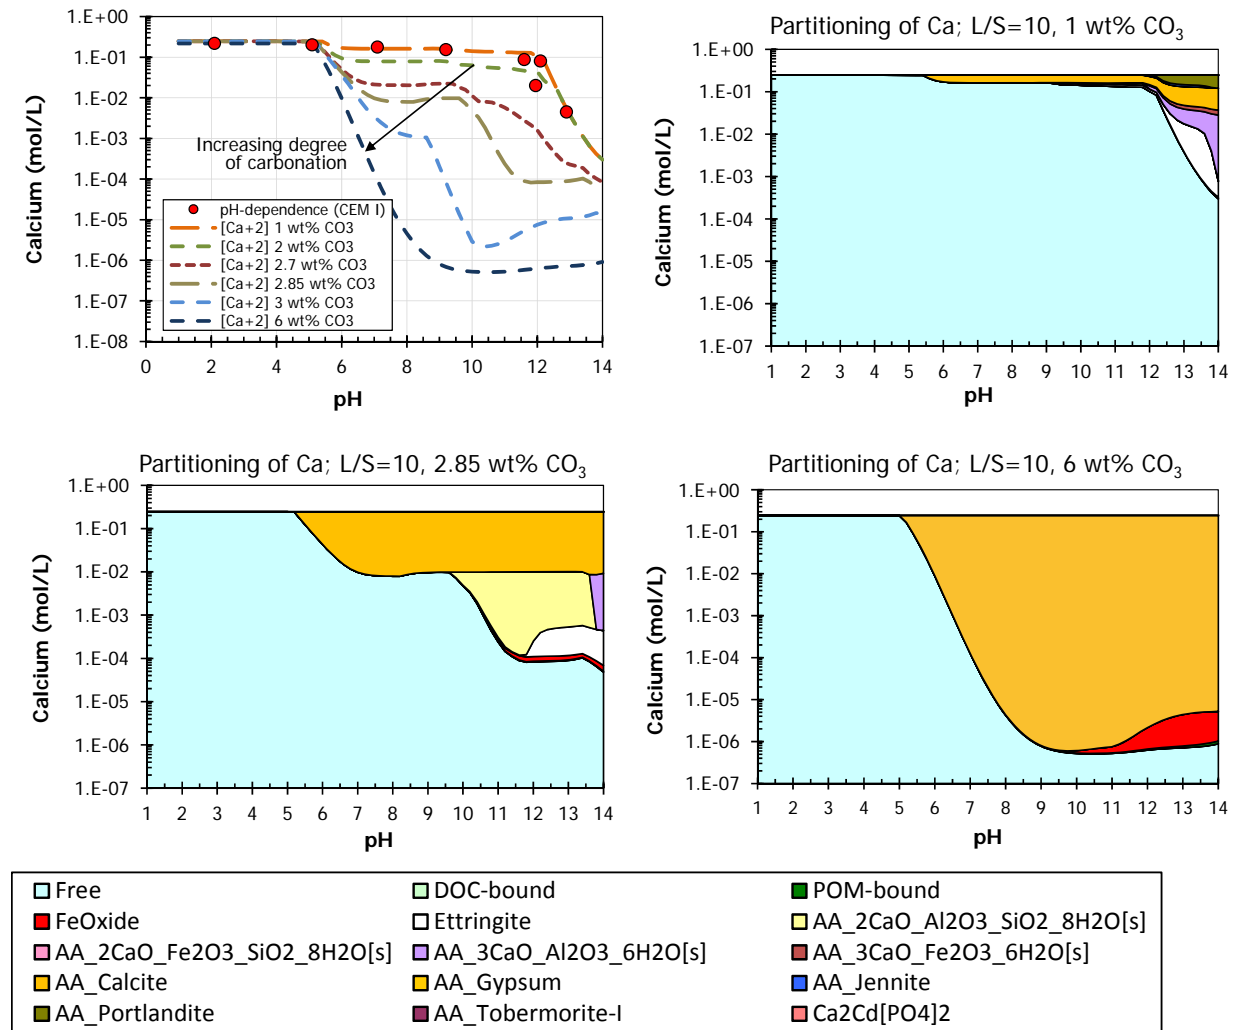 1.E+00
1.E-01
1.E-02
1.E-03
1.E-04
1.E-05
1.E-06
1.E-07
1.E-08
Calcium (mol/L)
Increasing degree
of carbonation
pH-dependence (CEM I)
[Ca+2] 1 wt% CO3
[Ca+2] 2 wt% CO3
[Ca+2] 2.7 wt% CO3
[Ca+2] 2.85 wt% CO3
[Ca+2] 3 wt% CO3
[Ca+2] 6 wt% CO3
0 2 4 6 8 10 12 14
pH
Partitioning of Ca; L/S=10, 1 wt% CO3
1.E+00
1.E-01
1.E-02
1.E-03
1.E-04
1.E-05
1.E-06
1.E-07
Calcium (mol/L)
1 2 3 4 5 6 7 8 9 10 11 12 13 14
pH
Partitioning of Ca; L/S=10, 2.85 wt% CO3
1.E+00
1.E-01
1.E-02
1.E-03
1.E-04
1.E-05
1.E-06
1.E-07
Calcium (mol/L)
1 2 3 4 5 6 7 8 9 10 11 12 13 14
pH
Partitioning of Ca; L/S=10, 6 wt% CO3
1.E+00
1.E-01
1.E-02
1.E-03
1.E-04
1.E-05
1.E-06
1.E-07
Calcium (mol/L)
1 2 3 4 5 6 7 8 9 10 11 12 13 14
pH
Free DOC-bound POM-bound
FeOxide Ettringite AA_2CaO_Al2O3_SiO2_8H2O[s]
AA_2CaO_Fe2O3_SiO2_8H2O[s] AA_3CaO_Al2O3_6H2O[s] AA_3CaO_Fe2O3_6H2O[s]
AA_Calcite AA_Gypsum AA_Jennite
AA_Portlandite AA_Tobermorite-I Ca2Cd[PO4]2